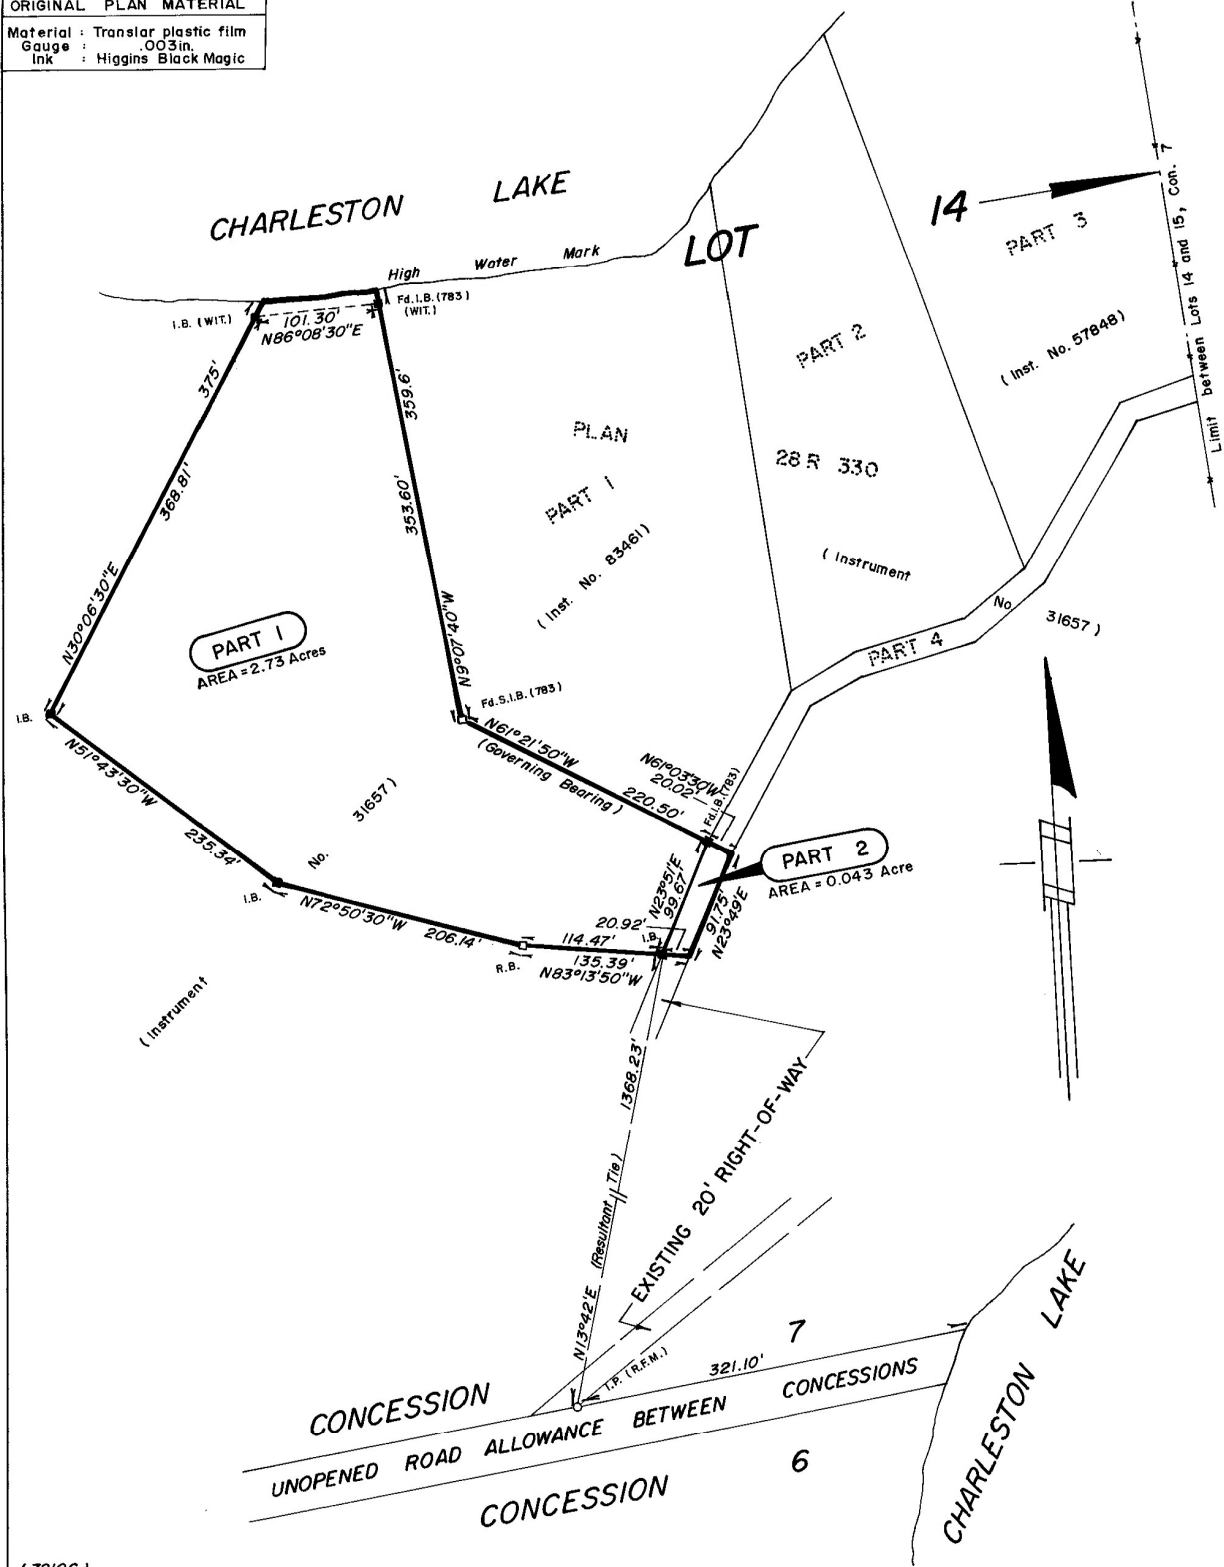 ORIGINAL PLAN MATERIAL
Material : Translar plastic film
Gauge : .003in.
Ink : Higgins Black Magic
CHARLESTON LAKE
High Water Mark
LOT 14
PART 3
(Inst. No. 57848)
Limit between Lots 14 and 15, Con. 7
I.B. (WIT.)
Fd.I.B.(783)
(WIT.)
101.30'
N86°08'30"E
375'
368.81'
N30°06'30"E
359.6'
353.60'
N9°07'40"W
PLAN
28 R 330
PART 1
(Inst. No. 83461)
PART 2
(Instrument No. 31657)
PART 4
PART 1
AREA = 2.73 Acres
Fd.S.I.B.(783)
I.B.
N61°21'50"W
(Governing Bearing)
220.50'
N61°03'30"W
20.02'
Fd.I.B.(783)
N51°43'30"W
235.34'
(Instrument No. 31657)
I.B.
N72°50'30"W
206.14'
R.B.
114.47'
135.39'
N83°13'50"W
20.92'
I.B.
N23°51'E
99.67'
91.75'
N23°49'E
PART 2
AREA = 0.043 Acre
1368.23'
N13°42'E (Resultant Tie)
EXISTING 20' RIGHT-OF-WAY
I.P. (R.F.M.)
321.10'
CONCESSION 7
UNOPENED ROAD ALLOWANCE BETWEEN CONCESSIONS
CONCESSION 6
CHARLESTON LAKE